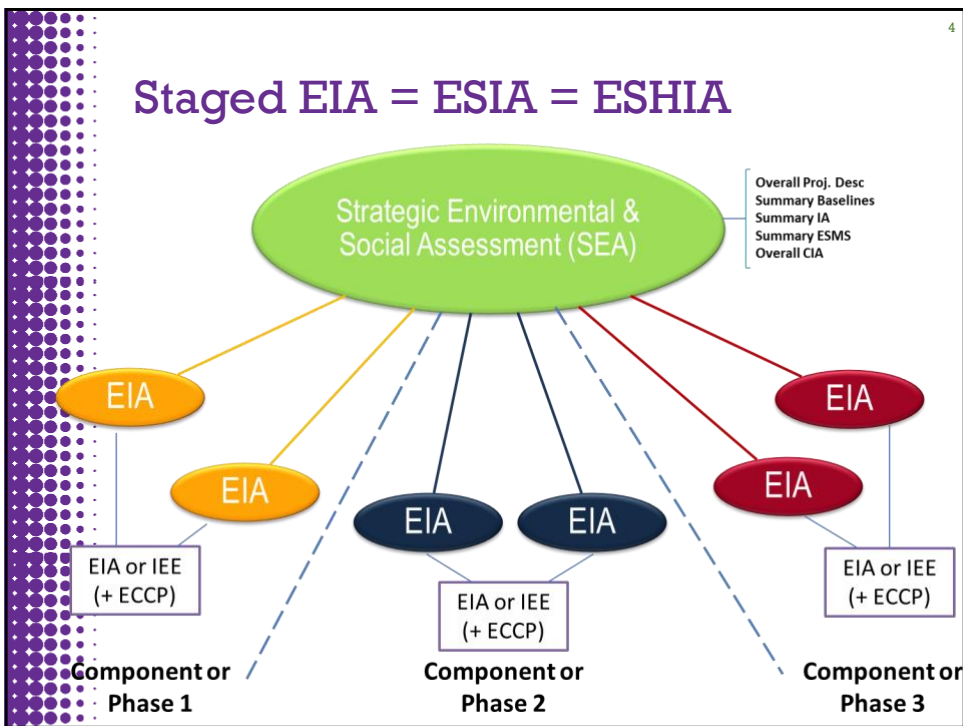 4
Staged EIA = ESIA = ESHIA
Strategic Environmental &
Social Assessment (SEA)
Overall Proj. Desc
Summary Baselines
Summary IA
Summary ESMS
Overall CIA
EIA
EIA
EIA
EIA
EIA
EIA
EIA or IEE
(+ ECCP)
EIA or IEE
(+ ECCP)
EIA or IEE
(+ ECCP)
Component or
Phase 1
Component or
Phase 2
Component or
Phase 3